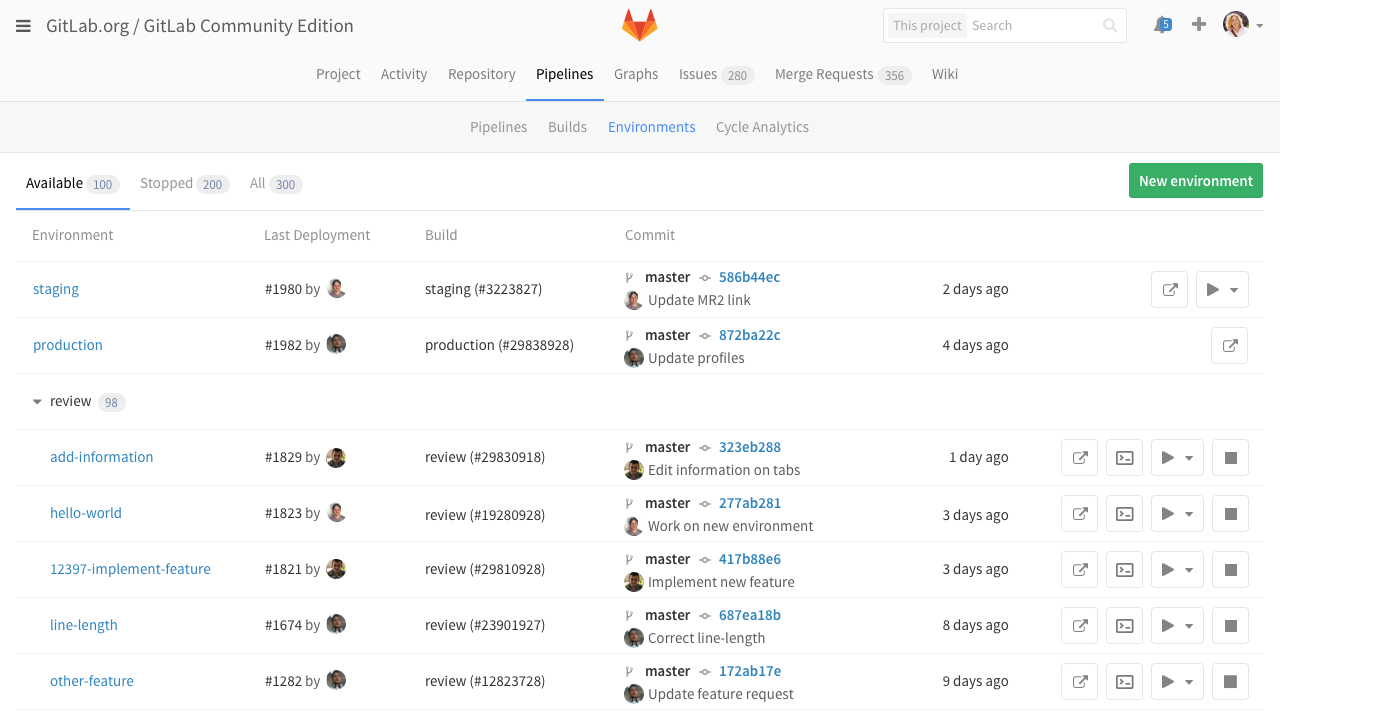 GitLab.org / GitLab Community Edition This project Search 5
Project Activity Repository Pipelines Graphs Issues 280 Merge Requests 356 Wiki
Pipelines Builds Environments Cycle Analytics
Available 100 Stopped 200 All 300 New environment
Environment Last Deployment Build Commit
staging #1980 by staging (#3223827) master 586b44ec 2 days ago
Update MR2 link
production #1982 by production (#29838928) master 872ba22c 4 days ago
Update profiles
review 98
add-information #1829 by review (#29830918) master 323eb288 1 day ago
Edit information on tabs
hello-world #1823 by review (#19280928) master 277ab281 3 days ago
Work on new environment
12397-implement-feature #1821 by review (#29810928) master 417b88e6 3 days ago
Implement new feature
line-length #1674 by review (#23901927) master 687ea18b 8 days ago
Correct line-length
other-feature #1282 by review (#12823728) master 172ab17e 9 days ago
Update feature request